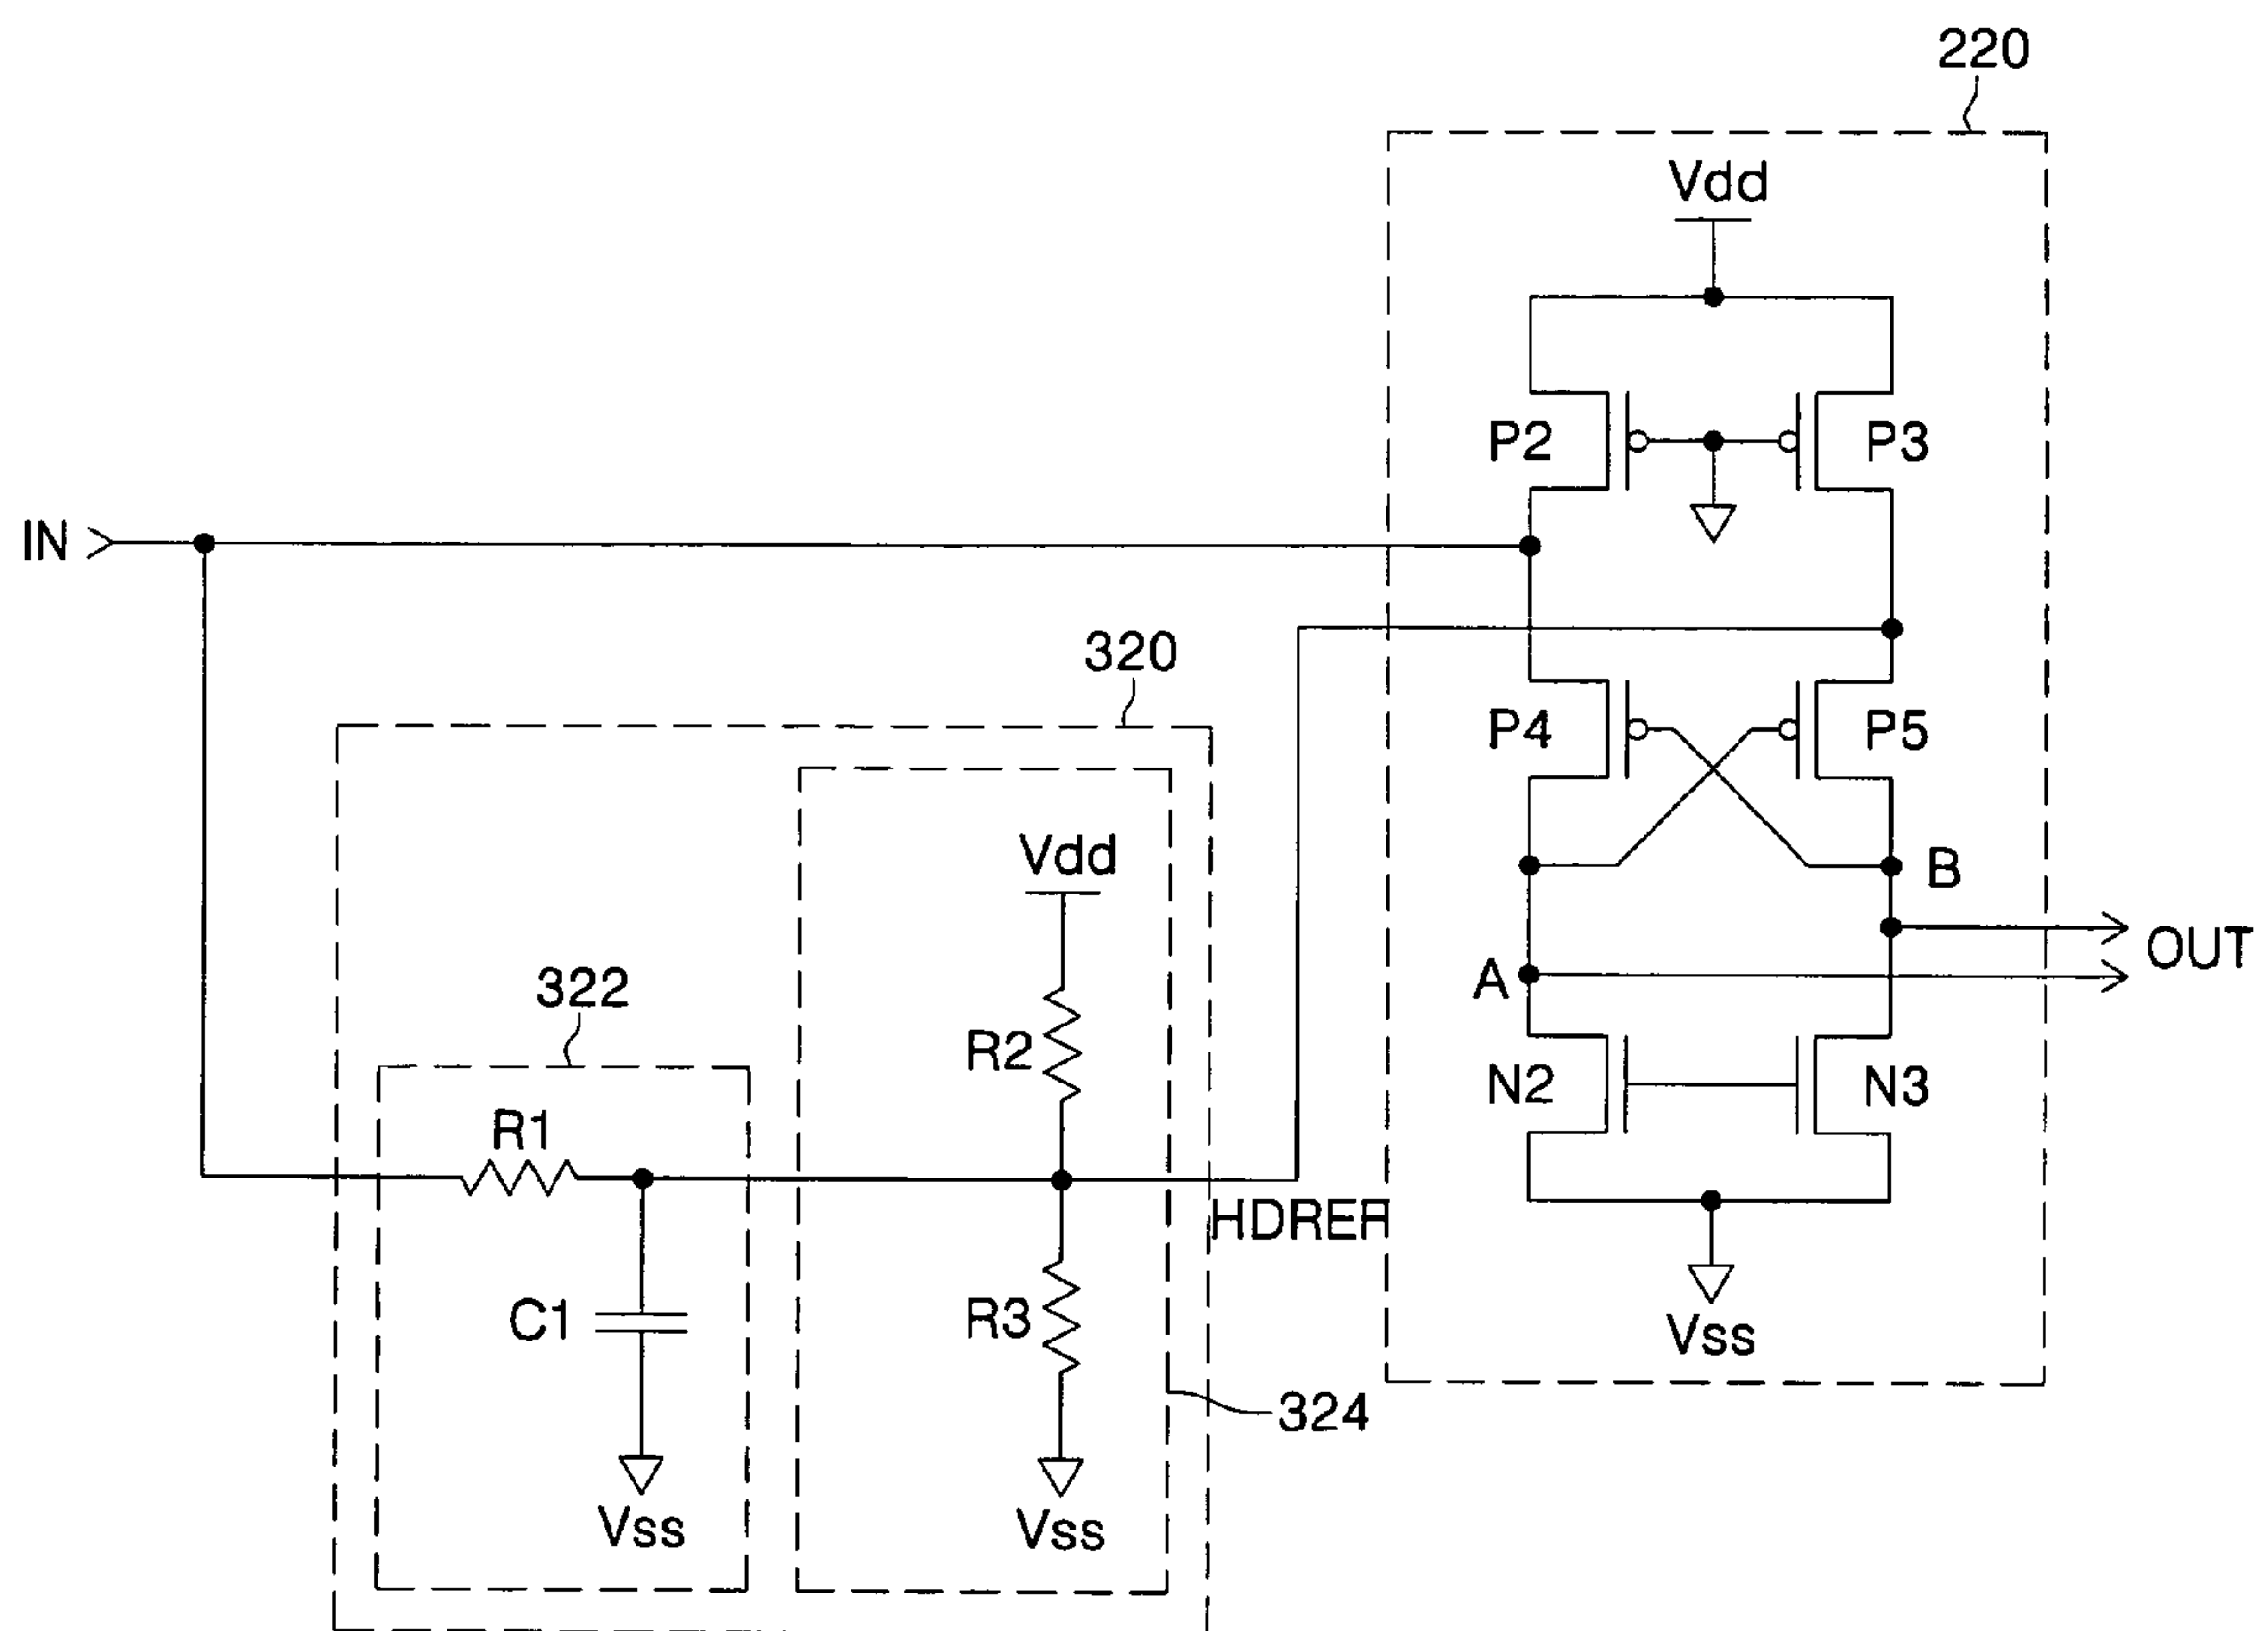 220
Vdd
P2
P3
IN
320
P4
P5
Vdd
B
OUT
322
A
R2
N2
N3
R1
HDREF
C1
R3
Vss
324
Vss
Vss